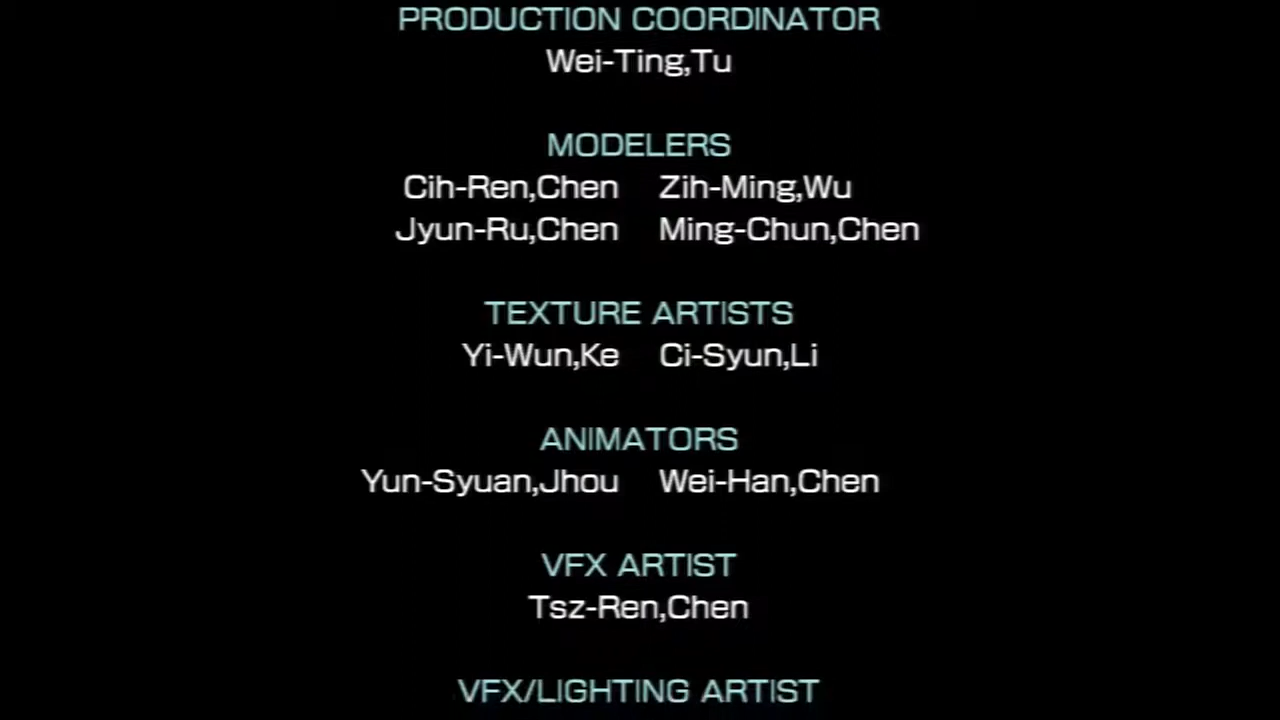 PRODUCTION COORDINATOR
Wei-Ting,Tu
MODELERS
Cih-Ren,Chen Zih-Ming,Wu
Jyun-Ru,Chen Ming-Chun,Chen
TEXTURE ARTISTS
Yi-Wun,Ke Ci-Syun,Li
ANIMATORS
Yun-Syuan,Jhou Wei-Han,Chen
VFX ARTIST
Tsz-Ren,Chen
VFX/LIGHTING ARTIST